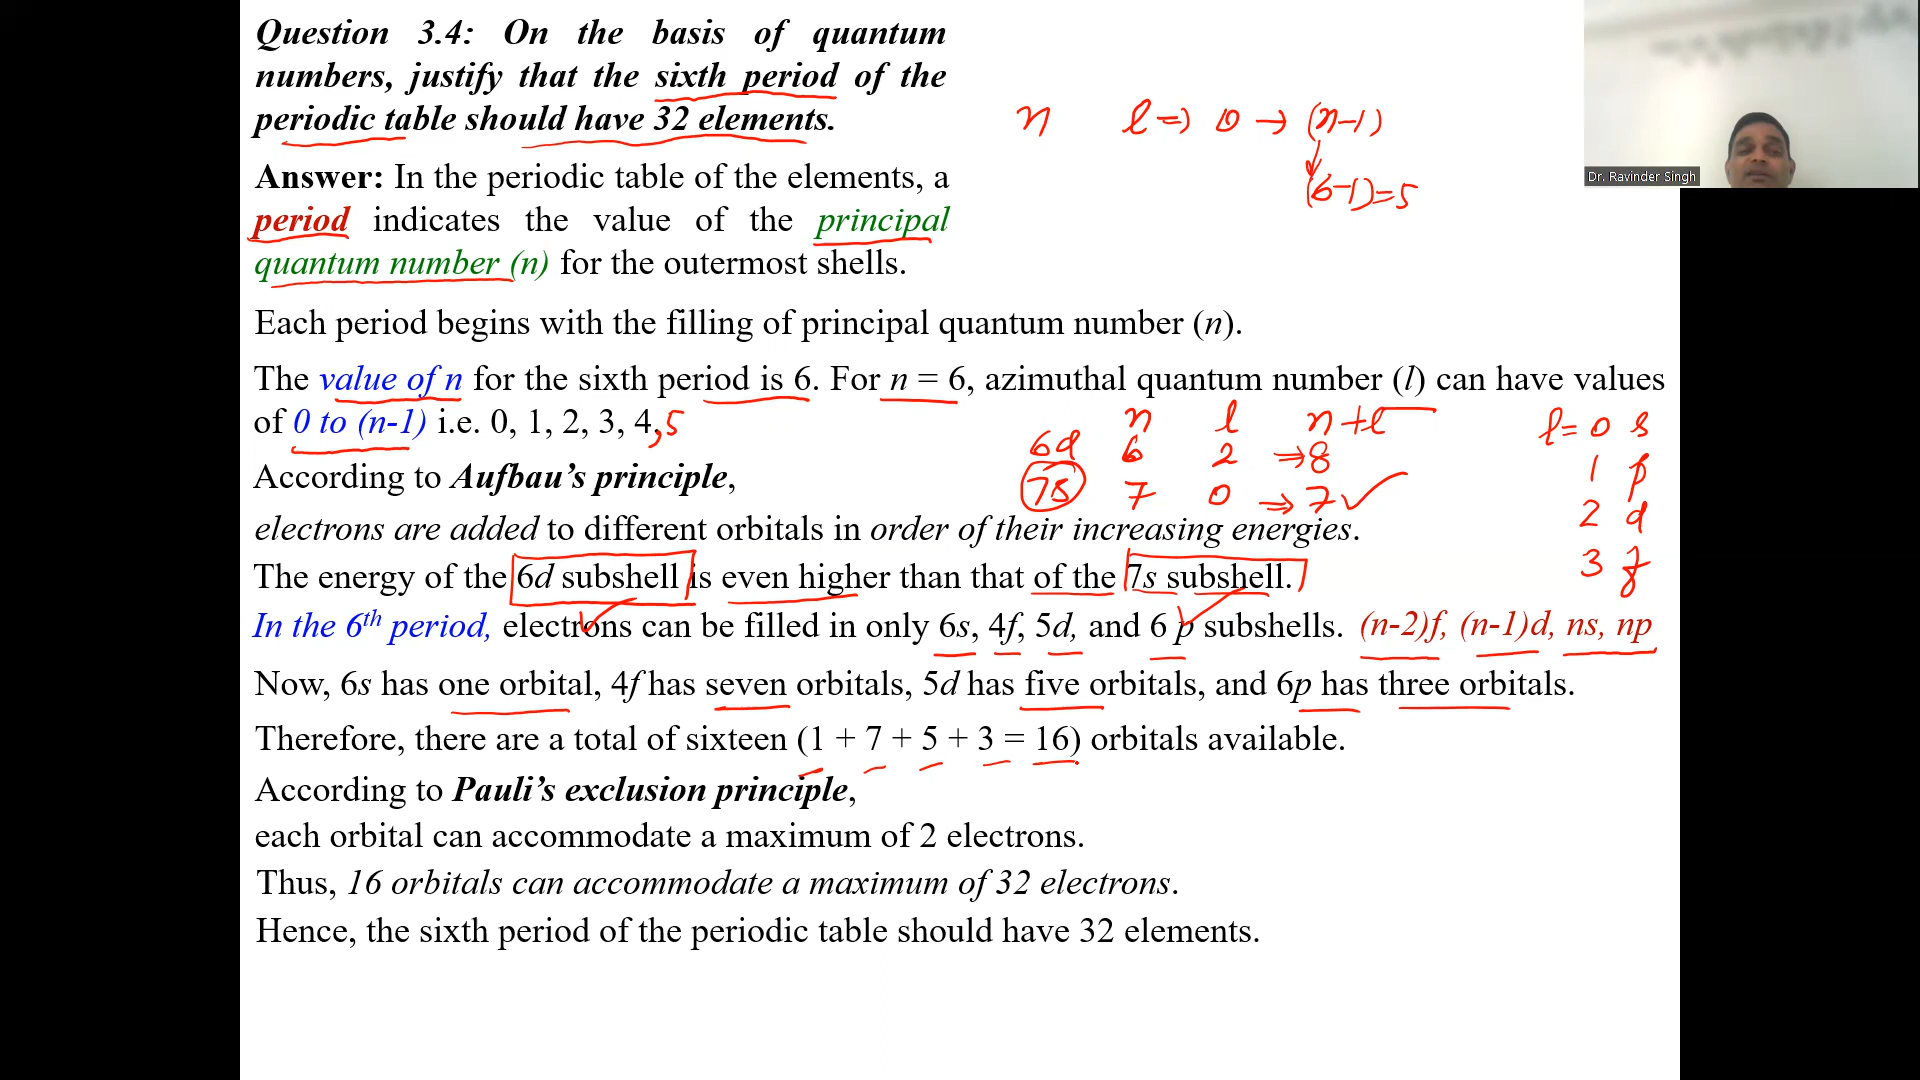 Question 3.4: On the basis of quantum
numbers, justify that the sixth period of the
periodic table should have 32 elements.
n l => 0 → (n-1)
(6-1)=5
Dr. Ravinder Singh
Answer: In the periodic table of the elements, a
period indicates the value of the principal
quantum number (n) for the outermost shells.
Each period begins with the filling of principal quantum number (n).
The value of n for the sixth period is 6. For n = 6, azimuthal quantum number (l) can have values
of 0 to (n-1) i.e. 0, 1, 2, 3, 4,5
n l n+l
6d 6 2 ⇒ 8
7s 7 0 ⇒ 7 ✓
l= 0 s
1 p
2 d
3 f
According to Aufbau’s principle,
electrons are added to different orbitals in order of their increasing energies.
The energy of the 6d subshell is even higher than that of the 7s subshell.
In the 6th period, electrons can be filled in only 6s, 4f, 5d, and 6 p subshells. (n-2)f, (n-1)d, ns, np
Now, 6s has one orbital, 4f has seven orbitals, 5d has five orbitals, and 6p has three orbitals.
Therefore, there are a total of sixteen (1 + 7 + 5 + 3 = 16) orbitals available.
According to Pauli’s exclusion principle,
each orbital can accommodate a maximum of 2 electrons.
Thus, 16 orbitals can accommodate a maximum of 32 electrons.
Hence, the sixth period of the periodic table should have 32 elements.